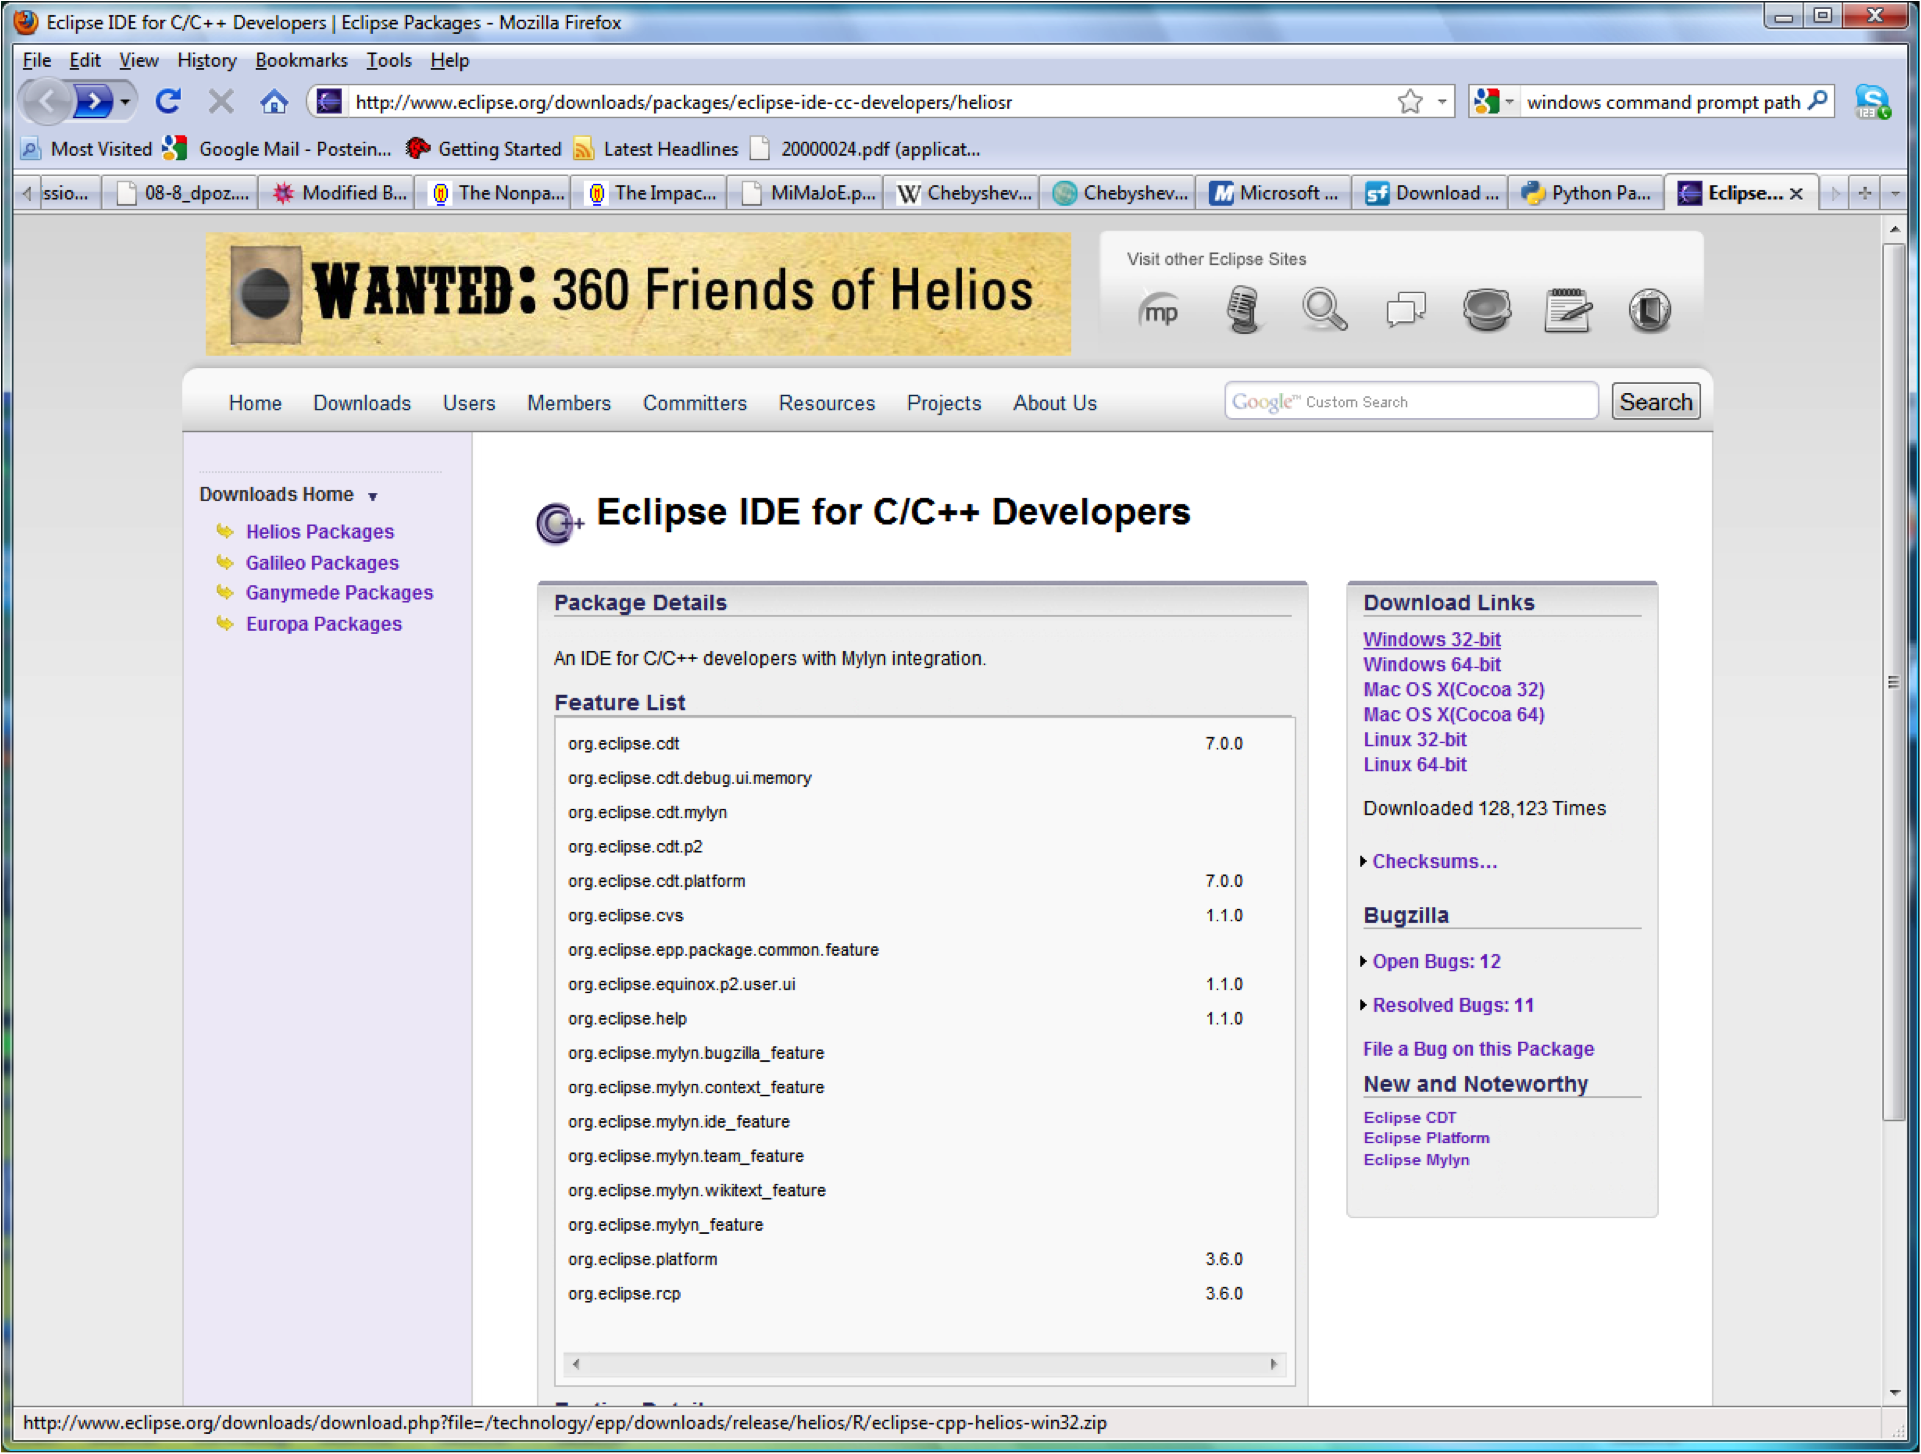 Eclipse IDE for C/C++ Developers | Eclipse Packages - Mozilla Firefox
File Edit View History Bookmarks Tools Help
http://www.eclipse.org/downloads/packages/eclipse-ide-cc-developers/heliosr
windows command prompt path
Most Visited Google Mail - Postein... Getting Started Latest Headlines 20000024.pdf (applicat...
ssio... 08-8_dpoz.... Modified B... The Nonpa... The Impac... MiMaJoE.p... W Chebyshev... Chebyshev... M Microsoft ... sf Download ... Python Pa... Eclipse...
WANTED: 360 Friends of Helios
Visit other Eclipse Sites
mp
Home Downloads Users Members Committers Resources Projects About Us
Google™ Custom Search
Search
Downloads Home
Helios Packages
Galileo Packages
Ganymede Packages
Europa Packages
C++ Eclipse IDE for C/C++ Developers
Package Details
An IDE for C/C++ developers with Mylyn integration.
Feature List
org.eclipse.cdt 7.0.0
org.eclipse.cdt.debug.ui.memory
org.eclipse.cdt.mylyn
org.eclipse.cdt.p2
org.eclipse.cdt.platform 7.0.0
org.eclipse.cvs 1.1.0
org.eclipse.epp.package.common.feature
org.eclipse.equinox.p2.user.ui 1.1.0
org.eclipse.help 1.1.0
org.eclipse.mylyn.bugzilla_feature
org.eclipse.mylyn.context_feature
org.eclipse.mylyn.ide_feature
org.eclipse.mylyn.team_feature
org.eclipse.mylyn.wikitext_feature
org.eclipse.mylyn_feature
org.eclipse.platform 3.6.0
org.eclipse.rcp 3.6.0
Download Links
Windows 32-bit
Windows 64-bit
Mac OS X(Cocoa 32)
Mac OS X(Cocoa 64)
Linux 32-bit
Linux 64-bit
Downloaded 128,123 Times
Checksums...
Bugzilla
Open Bugs: 12
Resolved Bugs: 11
File a Bug on this Package
New and Noteworthy
Eclipse CDT
Eclipse Platform
Eclipse Mylyn
http://www.eclipse.org/downloads/download.php?file=/technology/epp/downloads/release/helios/R/eclipse-cpp-helios-win32.zip